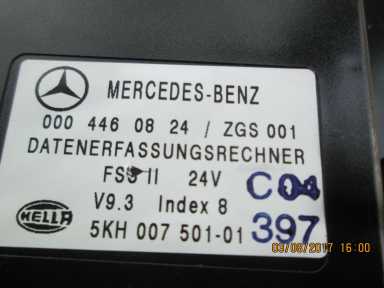 MERCEDES-BENZ
000 446 08 24 / ZGS 001
DATENERFASSUNGSRECHNER
FSS II 24V C04
V9.3 Index 8
HELLA 5KH 007 501-01 397
03/08/2017 16:00